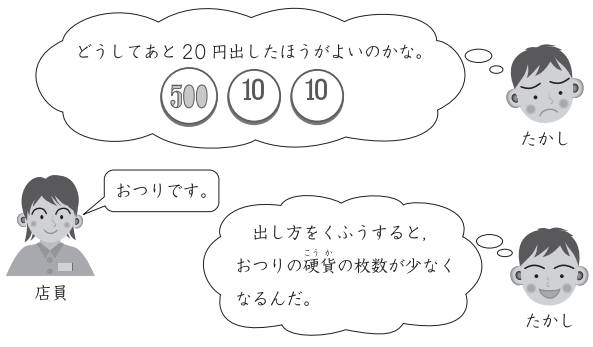 どうしてあと20円出したほうがよいのかな。
500 10 10
たかし
おつりです。
店員
出し方をくふうすると,
おつりの硬貨の枚数が少なく
こうか
なるんだ。
たかし